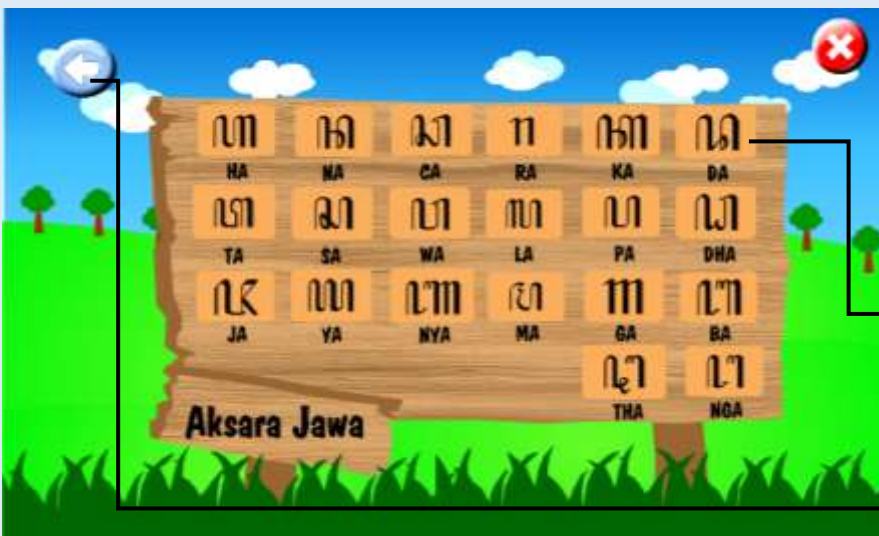 ꦲ ꦤ ꦕ ꦫ ꦏ ꦢ
HA NA CA RA KA DA
ꦠ ꦱ ꦮ ꦭ ꦥ ꦝ
TA SA WA LA PA DHA
ꦗ ꦪ ꦚ ꦩ ꦒ ꦧ
JA YA NYA MA GA BA
ꦛ ꦔ
THA NGA
Aksara Jawa